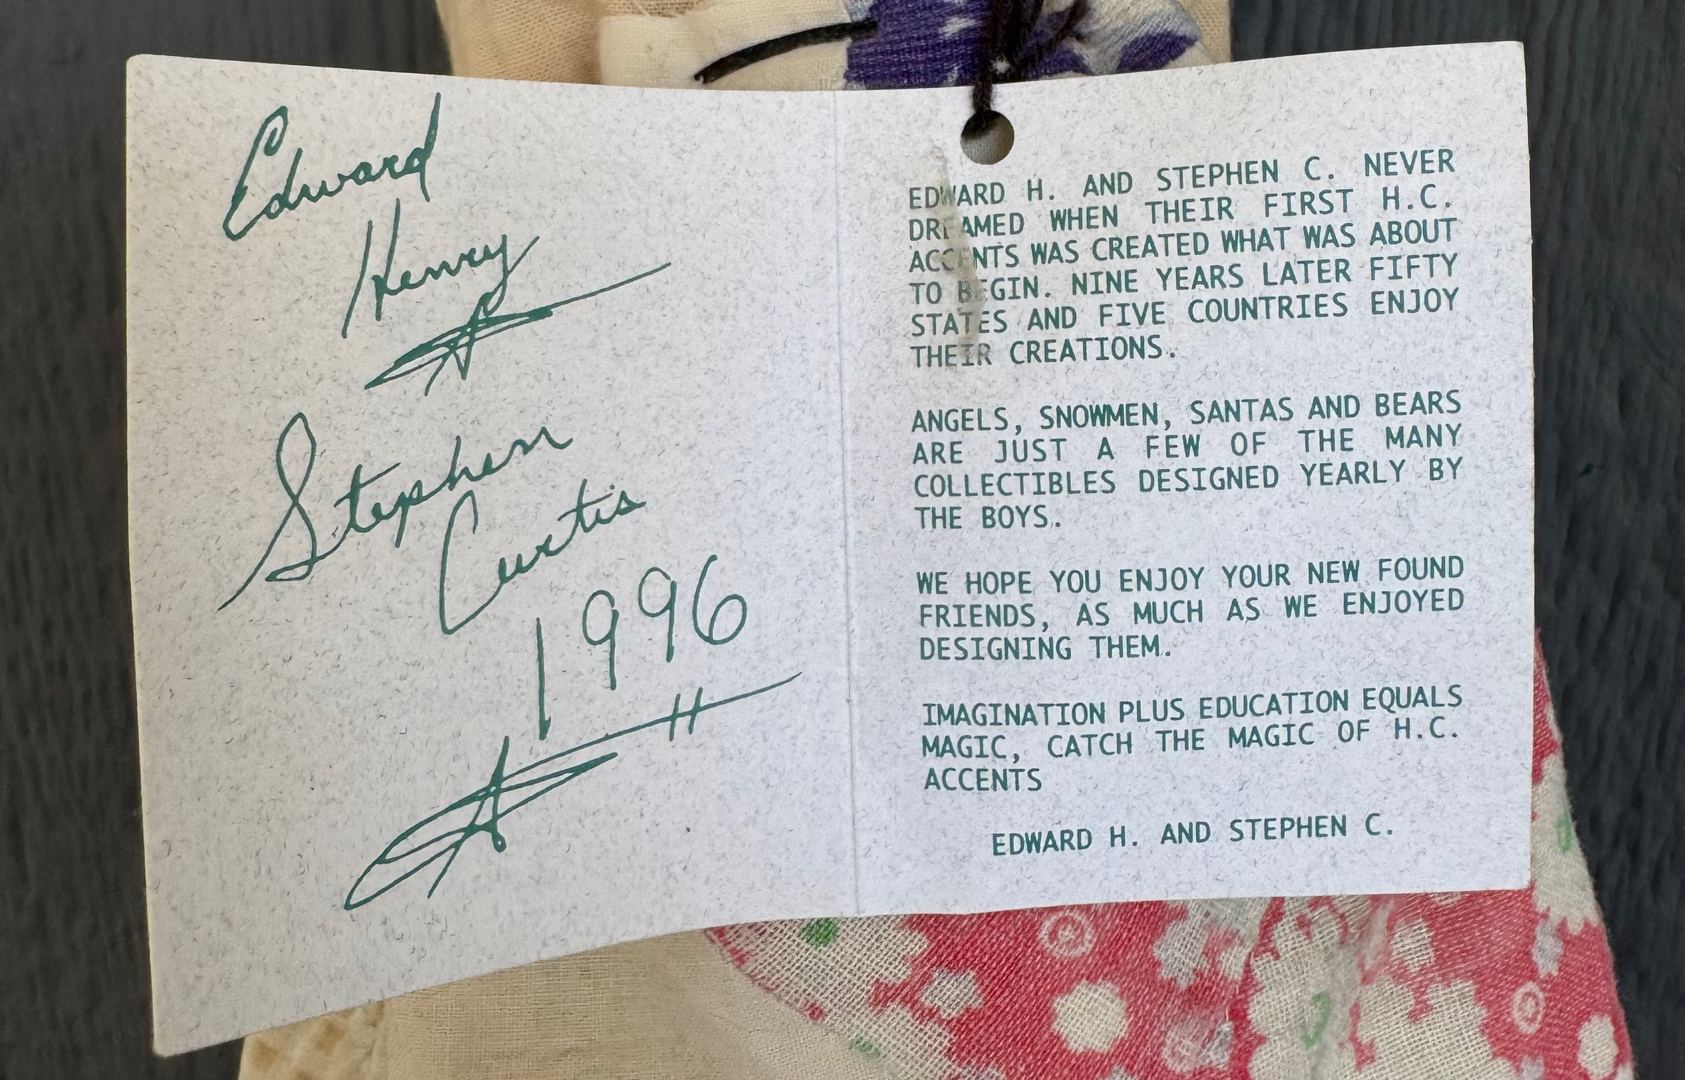 Edward
Henry
Stephen
Curtis
1996
EDWARD H. AND STEPHEN C. NEVER
DREAMED WHEN THEIR FIRST H.C.
ACCENTS WAS CREATED WHAT WAS ABOUT
TO BEGIN. NINE YEARS LATER FIFTY
STATES AND FIVE COUNTRIES ENJOY
THEIR CREATIONS.
ANGELS, SNOWMEN, SANTAS AND BEARS
ARE JUST A FEW OF THE MANY
COLLECTIBLES DESIGNED YEARLY BY
THE BOYS.
WE HOPE YOU ENJOY YOUR NEW FOUND
FRIENDS, AS MUCH AS WE ENJOYED
DESIGNING THEM.
IMAGINATION PLUS EDUCATION EQUALS
MAGIC, CATCH THE MAGIC OF H.C.
ACCENTS
EDWARD H. AND STEPHEN C.